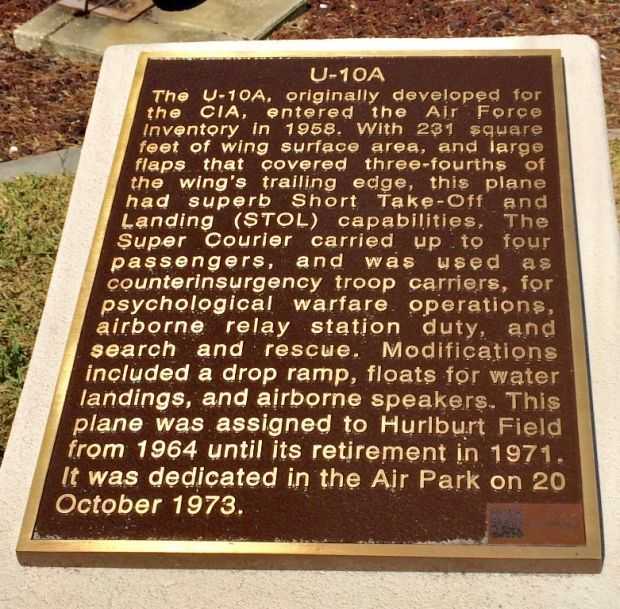 U-10A
The U-10A, originally developed for
the CIA, entered the Air Force
Inventory in 1958. With 231 square
feet of wing surface area, and large
flaps that covered three-fourths of
the wing's trailing edge, this plane
had superb Short Take-Off and
Landing (STOL) capabilities. The
Super Courier carried up to four
passengers, and was used as
counterinsurgency troop carriers, for
psychological warfare operations,
airborne relay station duty, and
search and rescue. Modifications
included a drop ramp, floats for water
landings, and airborne speakers. This
plane was assigned to Hurlburt Field
from 1964 until its retirement in 1971.
It was dedicated in the Air Park on 20
October 1973.